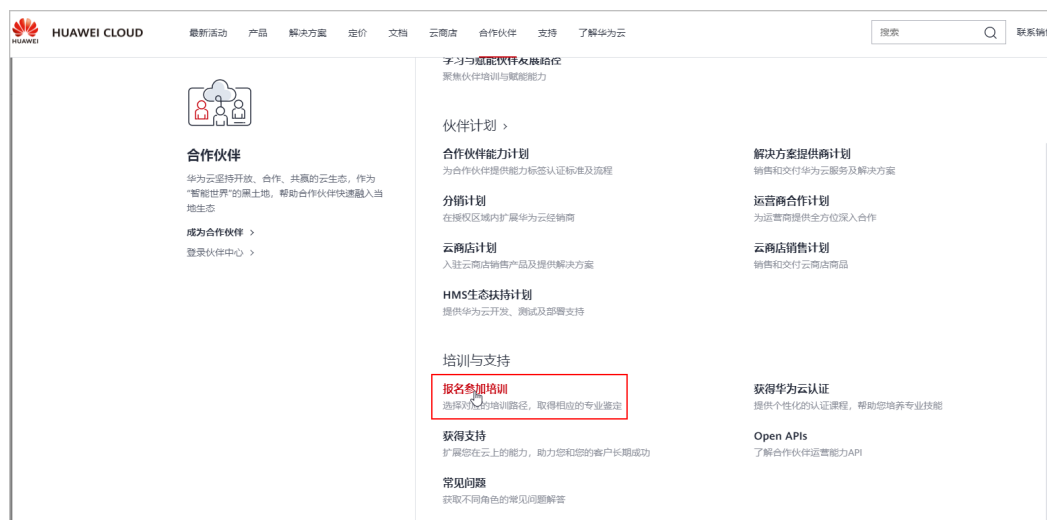 HUAWEI
HUAWEI CLOUD
最新活动 产品 解决方案 定价 文档 云商店 合作伙伴 支持 了解华为云
搜索
联系销
学习与赋能伙伴发展路径
聚焦伙伴培训与赋能能力
合作伙伴
华为云坚持开放、合作、共赢的云生态，作为
“智能世界”的黑土地，帮助合作伙伴快速融入当
地生态
成为合作伙伴 >
登录伙伴中心 >
伙伴计划 >
合作伙伴能力计划
为合作伙伴提供能力标签认证标准及流程
解决方案提供商计划
销售和交付华为云服务及解决方案
分销计划
在授权区域内扩展华为云经销商
运营商合作计划
为运营商提供全方位深入合作
云商店计划
入驻云商店销售产品及提供解决方案
云商店销售计划
销售和交付云商店商品
HMS生态扶持计划
提供华为云开发、测试及部署支持
培训与支持
报名参加培训
选择对应的培训路径，取得相应的专业鉴定
获得华为云认证
提供个性化的认证课程，帮助您培养专业技能
获得支持
扩展您在云上的能力，助力您和您的客户长期成功
Open APIs
了解合作伙伴运营能力API
常见问题
获取不同角色的常见问题解答